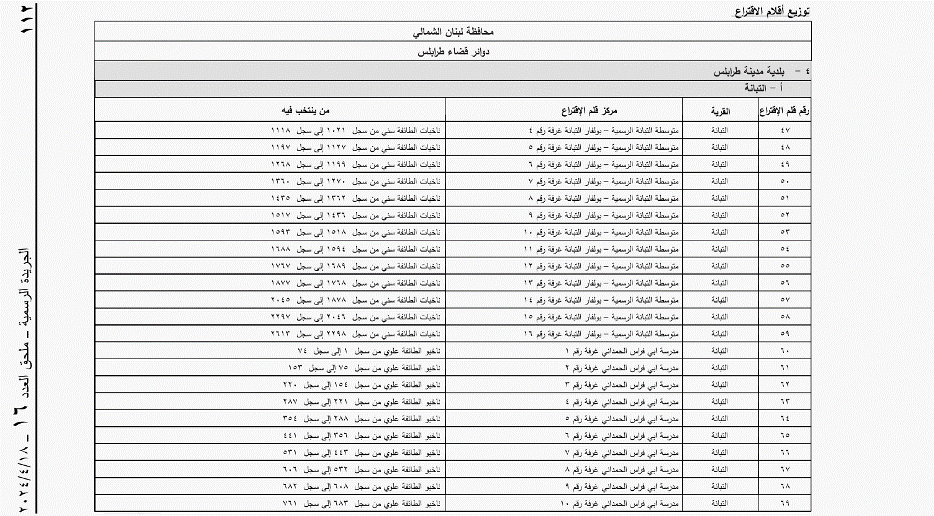 ١١٢
الجريدة الرسمية – ملحق العدد ١٦ – ٢٠٢٤/٤/١٨
توزيع أقلام الاقتراع
محافظة لبنان الشمالي
دوائر قضاء طرابلس
٤ - بلدية مدينة طرابلس
أ - التبانة
رقم قلم الإقتراع القرية مركز قلم الإقتراع من ينتخب فيه
٤٧ التبانة متوسطة التبانة الرسمية – بولفار التبانة غرفة رقم ٤ ناخبات الطائفة سني من سجل ١٠٢١ إلى سجل ١١١٨
٤٨ التبانة متوسطة التبانة الرسمية – بولفار التبانة غرفة رقم ٥ ناخبات الطائفة سني من سجل ١١٢٧ إلى سجل ١١٩٧
٤٩ التبانة متوسطة التبانة الرسمية – بولفار التبانة غرفة رقم ٦ ناخبات الطائفة سني من سجل ١١٩٩ إلى سجل ١٢٦٨
٥٠ التبانة متوسطة التبانة الرسمية – بولفار التبانة غرفة رقم ٧ ناخبات الطائفة سني من سجل ١٢٧٠ إلى سجل ١٣٦٠
٥١ التبانة متوسطة التبانة الرسمية – بولفار التبانة غرفة رقم ٨ ناخبات الطائفة سني من سجل ١٣٦٢ إلى سجل ١٤٣٥
٥٢ التبانة متوسطة التبانة الرسمية – بولفار التبانة غرفة رقم ٩ ناخبات الطائفة سني من سجل ١٤٣٦ إلى سجل ١٥١٧
٥٣ التبانة متوسطة التبانة الرسمية – بولفار التبانة غرفة رقم ١٠ ناخبات الطائفة سني من سجل ١٥١٨ إلى سجل ١٥٩٣
٥٤ التبانة متوسطة التبانة الرسمية – بولفار التبانة غرفة رقم ١١ ناخبات الطائفة سني من سجل ١٥٩٤ إلى سجل ١٦٨٨
٥٥ التبانة متوسطة التبانة الرسمية – بولفار التبانة غرفة رقم ١٢ ناخبات الطائفة سني من سجل ١٦٨٩ إلى سجل ١٧٦٧
٥٦ التبانة متوسطة التبانة الرسمية – بولفار التبانة غرفة رقم ١٣ ناخبات الطائفة سني من سجل ١٧٦٨ إلى سجل ١٨٧٧
٥٧ التبانة متوسطة التبانة الرسمية – بولفار التبانة غرفة رقم ١٤ ناخبات الطائفة سني من سجل ١٨٧٨ إلى سجل ٢٠٤٥
٥٨ التبانة متوسطة التبانة الرسمية – بولفار التبانة غرفة رقم ١٥ ناخبات الطائفة سني من سجل ٢٠٤٦ إلى سجل ٢٢٩٧
٥٩ التبانة متوسطة التبانة الرسمية – بولفار التبانة غرفة رقم ١٦ ناخبات الطائفة سني من سجل ٢٢٩٨ إلى سجل ٢٦١٣
٦٠ التبانة مدرسة ابي فراس الحمداني غرفة رقم ١ ناخبو الطائفة علوي من سجل ١ إلى سجل ٧٤
٦١ التبانة مدرسة ابي فراس الحمداني غرفة رقم ٢ ناخبو الطائفة علوي من سجل ٧٥ إلى سجل ١٥٣
٦٢ التبانة مدرسة ابي فراس الحمداني غرفة رقم ٣ ناخبو الطائفة علوي من سجل ١٥٤ إلى سجل ٢٢٠
٦٣ التبانة مدرسة ابي فراس الحمداني غرفة رقم ٤ ناخبو الطائفة علوي من سجل ٢٢١ إلى سجل ٢٨٧
٦٤ التبانة مدرسة ابي فراس الحمداني غرفة رقم ٥ ناخبو الطائفة علوي من سجل ٢٨٨ إلى سجل ٣٥٤
٦٥ التبانة مدرسة ابي فراس الحمداني غرفة رقم ٦ ناخبو الطائفة علوي من سجل ٣٥٦ إلى سجل ٤٤١
٦٦ التبانة مدرسة ابي فراس الحمداني غرفة رقم ٧ ناخبو الطائفة علوي من سجل ٤٤٣ إلى سجل ٥٣١
٦٧ التبانة مدرسة ابي فراس الحمداني غرفة رقم ٨ ناخبو الطائفة علوي من سجل ٥٣٢ إلى سجل ٦٠٦
٦٨ التبانة مدرسة ابي فراس الحمداني غرفة رقم ٩ ناخبو الطائفة علوي من سجل ٦٠٨ إلى سجل ٦٨٢
٦٩ التبانة مدرسة ابي فراس الحمداني غرفة رقم ١٠ ناخبو الطائفة علوي من سجل ٦٨٣ إلى سجل ٧٦١